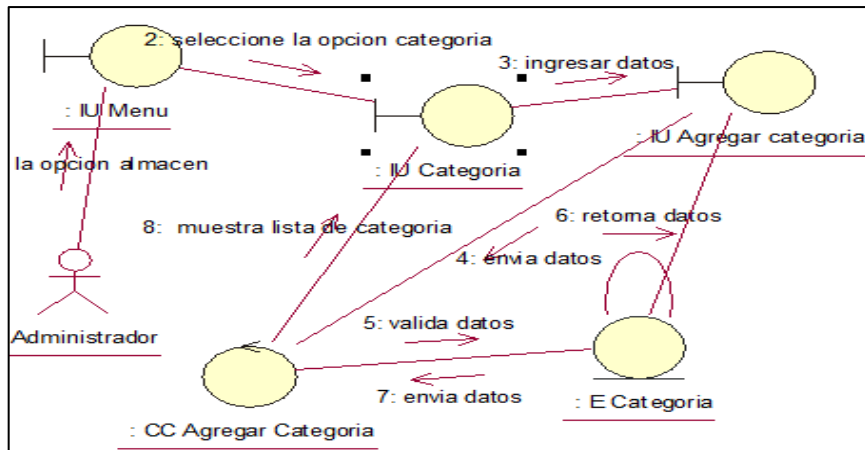 2: seleccione la opcion categoria
3: ingresar datos
: IU Menu
: IU Agregar categoria
la opcion almacen
: IU Categoria
8: muestra lista de categoria
6: retorna datos
4: envia datos
Administrador
5: valida datos
7: envia datos
: E Categoria
: CC Agregar Categoria